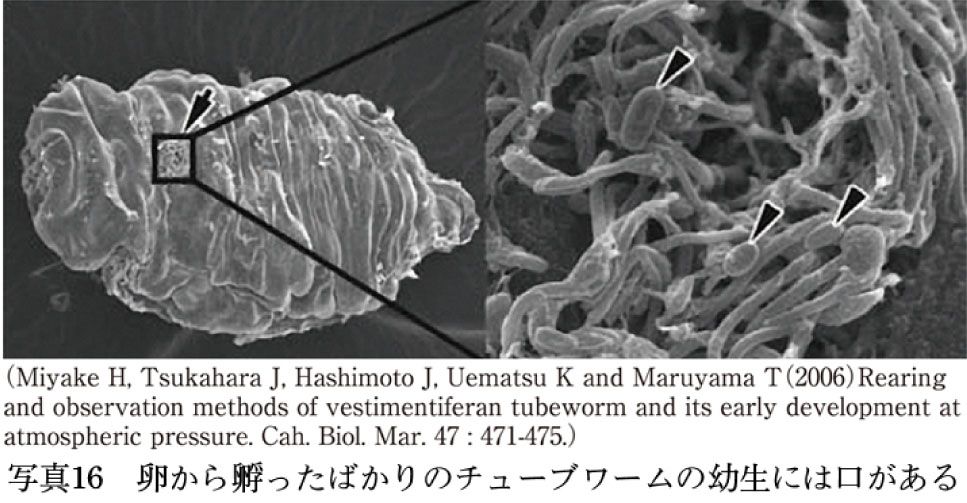 (Miyake H, Tsukahara J, Hashimoto J, Uematsu K and Maruyama T(2006)Rearing
and observation methods of vestimentiferan tubeworm and its early development at
atmospheric pressure. Cah. Biol. Mar. 47 : 471-475.)
写真16　卵から孵ったばかりのチューブワームの幼生には口がある